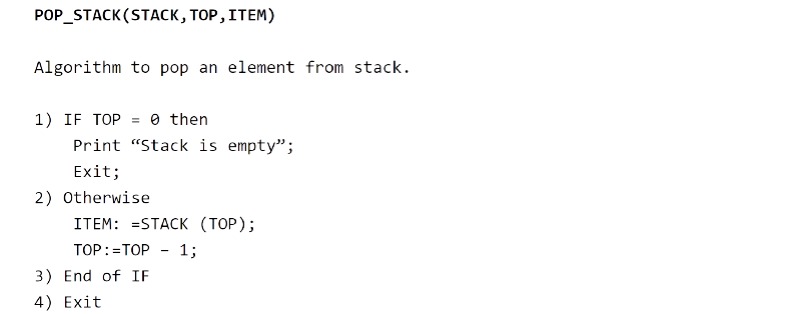 POP_STACK(STACK,TOP,ITEM)
Algorithm to pop an element from stack.
1) IF TOP = 0 then
Print “Stack is empty”;
Exit;
2) Otherwise
ITEM: =STACK (TOP);
TOP:=TOP – 1;
3) End of IF
4) Exit